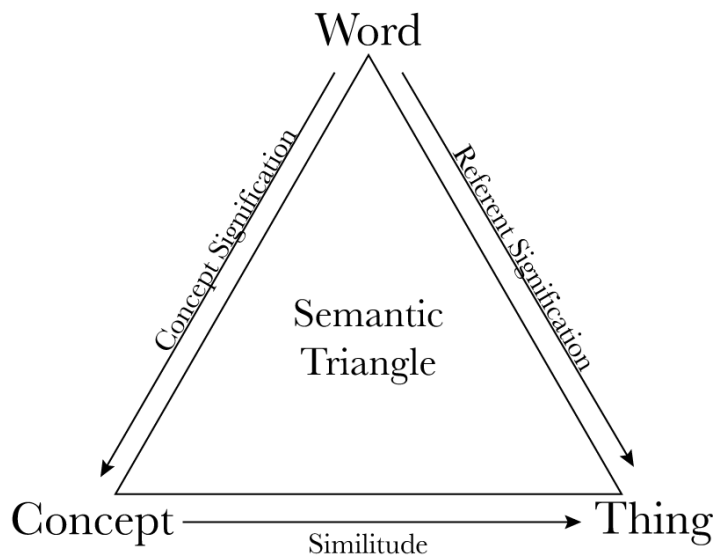 Word
Concept Signification
Referent Signification
Semantic
Triangle
Concept
Thing
Similitude